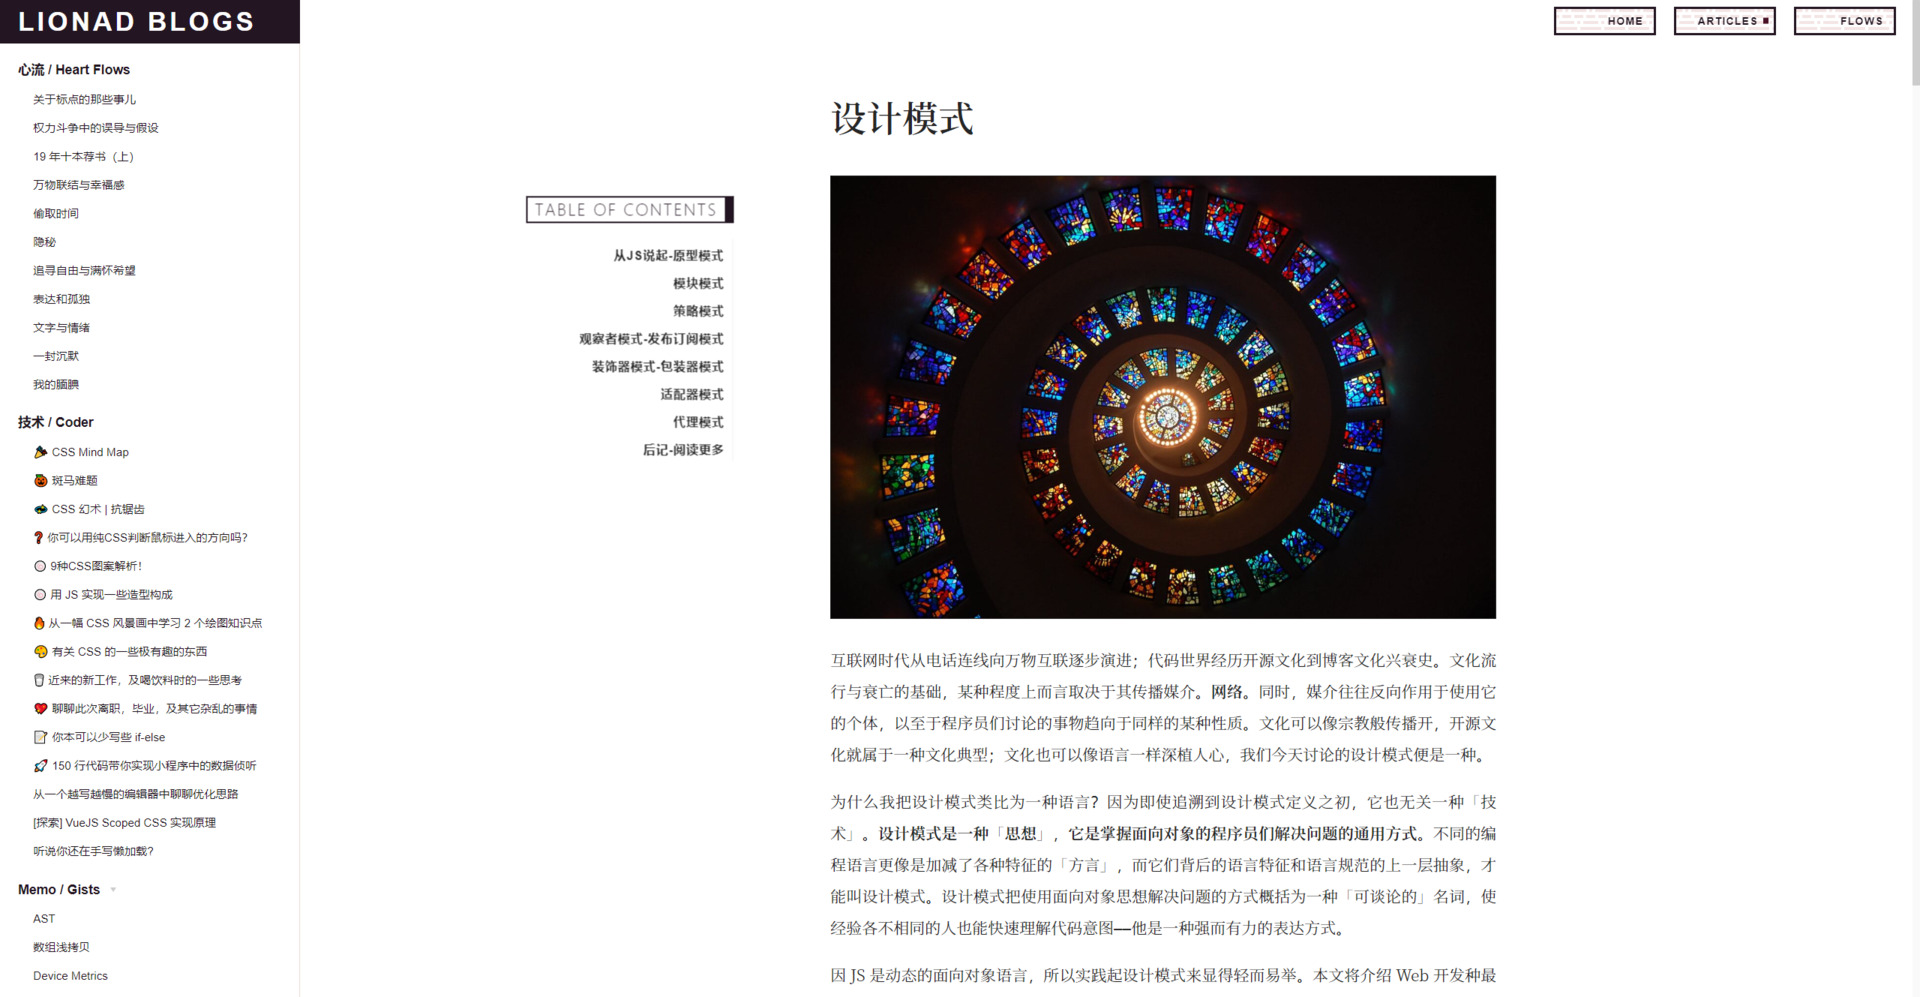 LIONAD BLOGS
HOME
ARTICLES
FLOWS
心流 / Heart Flows
关于标点的那些事儿
权力斗争中的误导与假设
19 年十本荐书（上）
万物联结与幸福感
偷取时间
隐秘
追寻自由与满怀希望
表达和孤独
文字与情绪
一封沉默
我的腼腆
技术 / Coder
CSS Mind Map
斑马难题
CSS 幻术 | 抗锯齿
你可以用纯CSS判断鼠标进入的方向吗？
9种CSS图案解析！
用 JS 实现一些造型构成
从一幅 CSS 风景画中学习 2 个绘图知识点
有关 CSS 的一些极有趣的东西
近来的新工作，及喝饮料时的一些思考
聊聊此次离职，毕业，及其它杂乱的事情
你本可以少写些 if-else
150 行代码带你实现小程序中的数据侦听
从一个越写越慢的编辑器中聊聊优化思路
[探索] VueJS Scoped CSS 实现原理
听说你还在手写懒加载？
Memo / Gists
AST
数组浅拷贝
Device Metrics
TABLE OF CONTENTS
从JS说起-原型模式
模块模式
策略模式
观察者模式-发布订阅模式
装饰器模式-包装器模式
适配器模式
代理模式
后记-阅读更多
设计模式
互联网时代从电话连线向万物互联逐步演进；代码世界经历开源文化到博客文化兴衰史。文化流
行与衰亡的基础，某种程度上而言取决于其传播媒介。网络。同时，媒介往往反向作用于使用它
的个体，以至于程序员们讨论的事物趋向于同样的某种性质。文化可以像宗教般传播开，开源文
化就属于一种文化典型；文化也可以像语言一样深植人心，我们今天讨论的设计模式便是一种。
为什么我把设计模式类比为一种语言？因为即使追溯到设计模式定义之初，它也无关一种「技
术」。设计模式是一种「思想」，它是掌握面向对象的程序员们解决问题的通用方式。不同的编
程语言更像是加减了各种特征的「方言」，而它们背后的语言特征和语言规范的上一层抽象，才
能叫设计模式。设计模式把使用面向对象思想解决问题的方式概括为一种「可谈论的」名词，使
经验各不相同的人也能快速理解代码意图——他是一种强而有力的表达方式。
因 JS 是动态的面向对象语言，所以实践起设计模式来显得轻而易举。本文将介绍 Web 开发种最